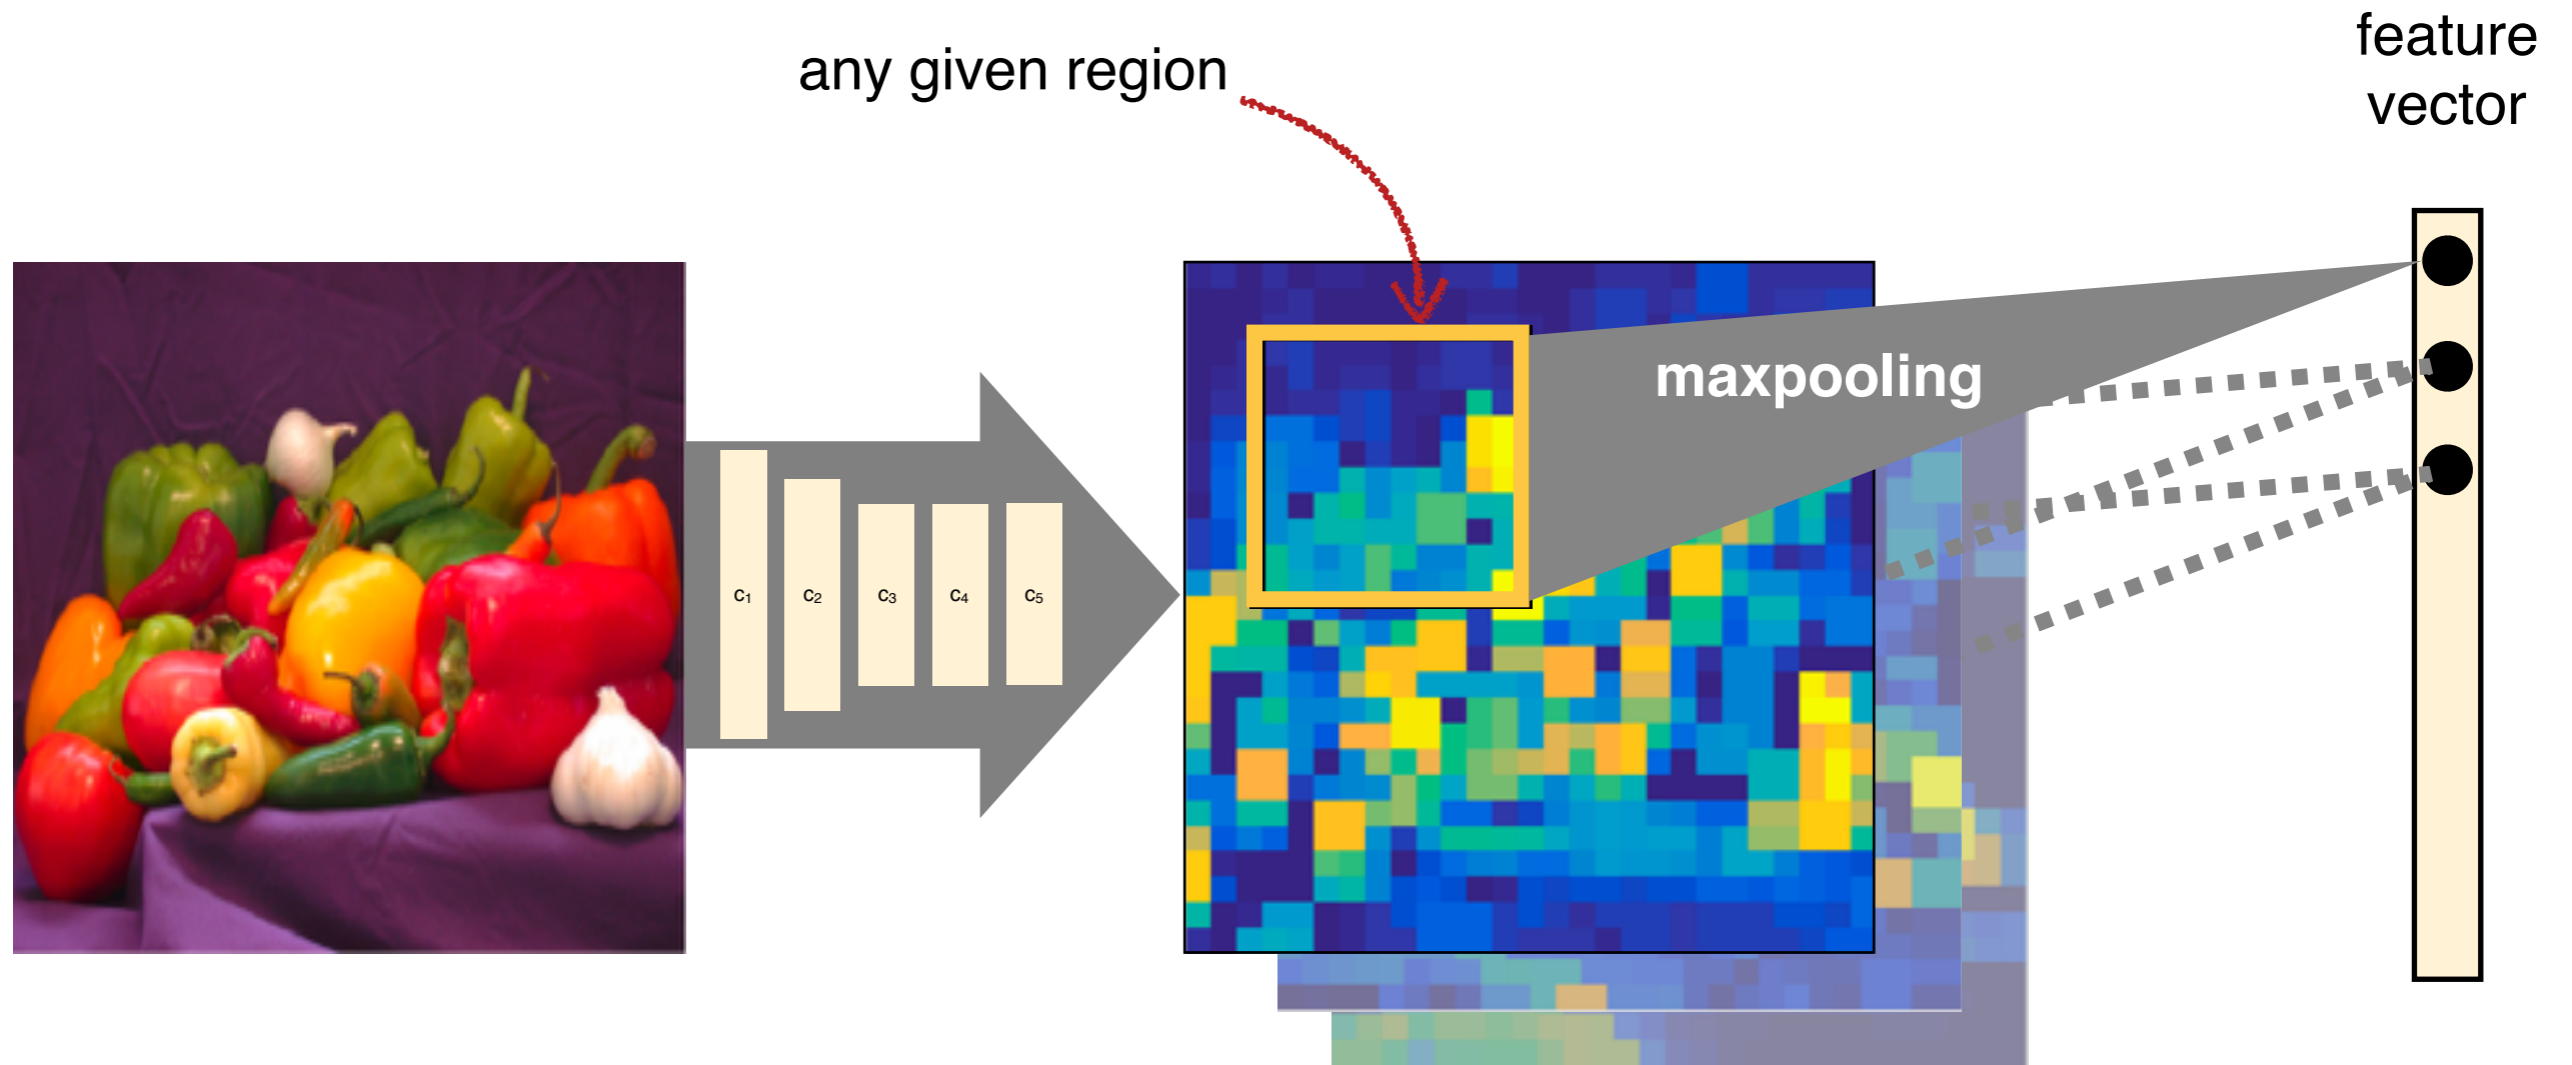 feature
vector
any given region
maxpooling
c1 c2 c3 c4 c5